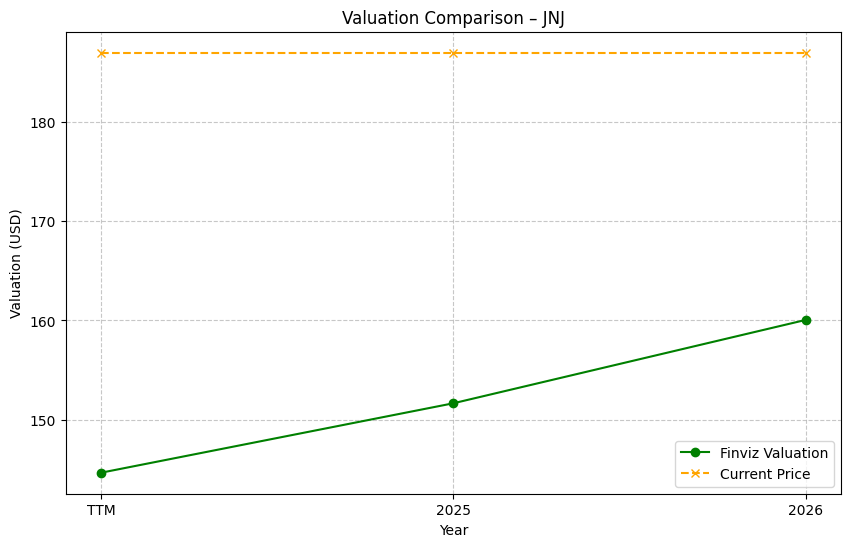 Valuation Comparison – JNJ
Valuation (USD)
180
170
160
150
TTM
2025
2026
Year
Finviz Valuation
Current Price